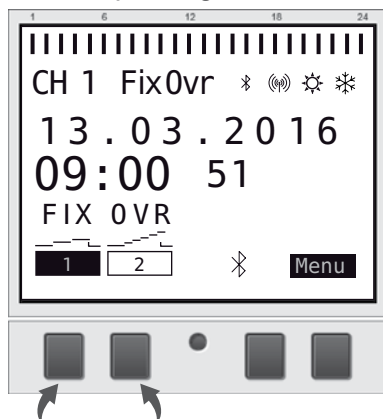 1 6 12 18 24
CH 1 FixOvr
13.03.2016
09:00 51
FIX OVR
1 2 Menu